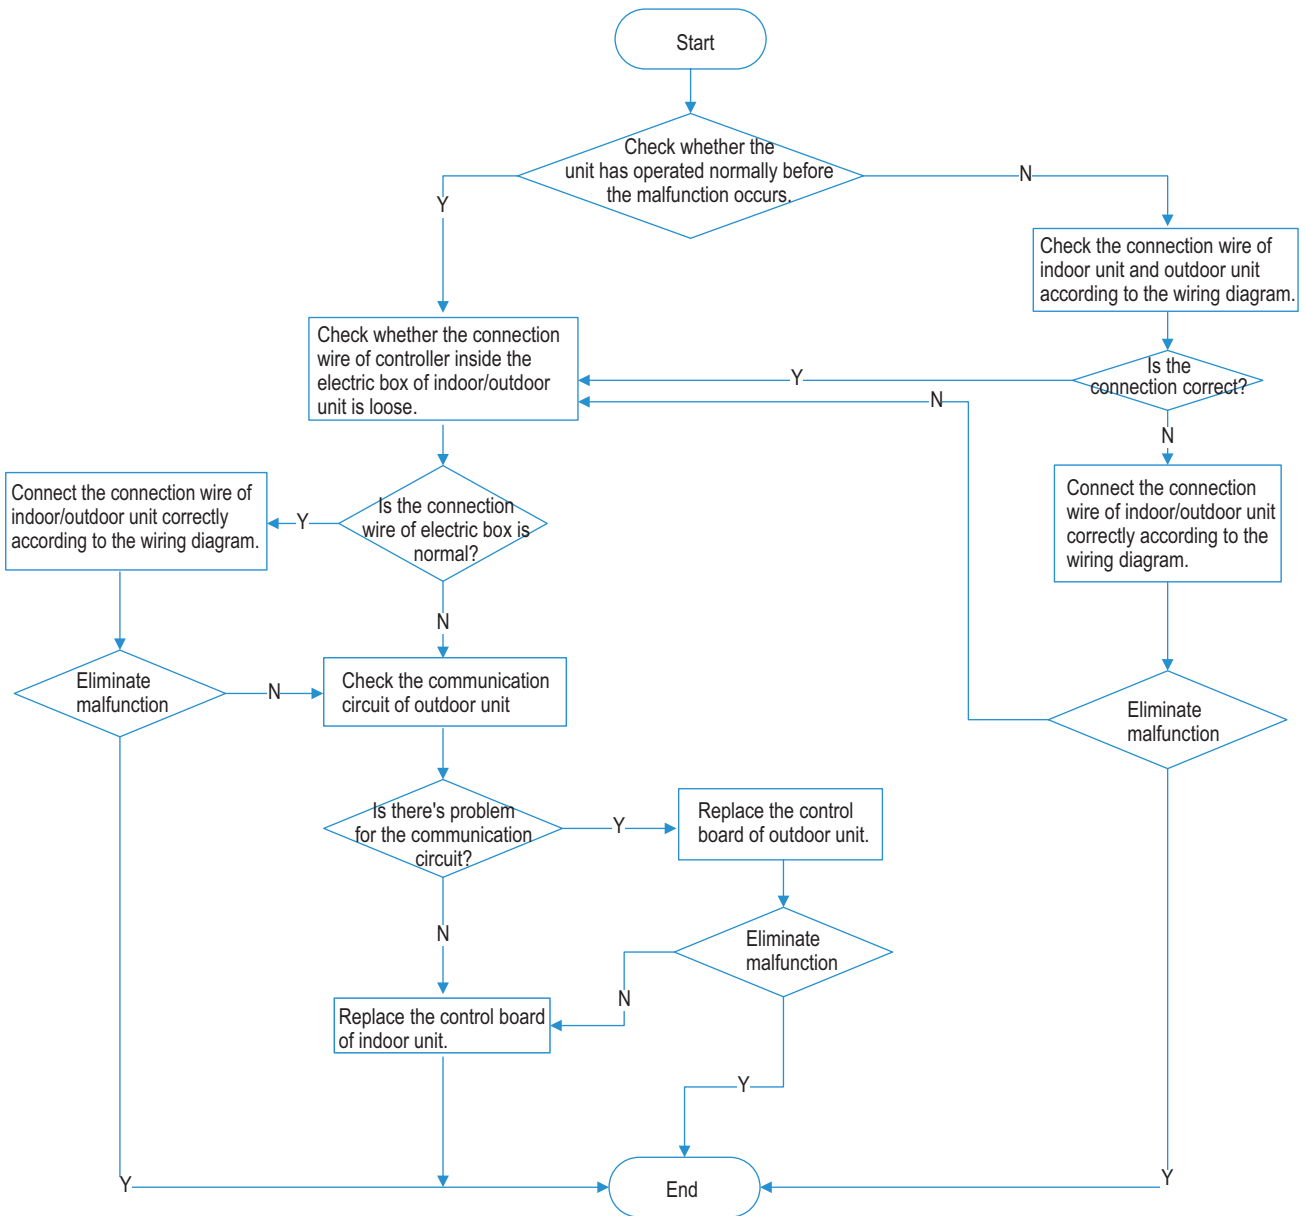 Start
Check whether the
unit has operated normally before
the malfunction occurs.
N
Y
Check the connection wire of
indoor unit and outdoor unit
according to the wiring diagram.
Check whether the connection
wire of controller inside the
electric box of indoor/outdoor
unit is loose.
Y
Is the
connection correct?
N
N
Connect the connection wire of
indoor/outdoor unit correctly
according to the wiring diagram.
Y
Is the connection
wire of electric box is
normal?
Connect the connection
wire of indoor/outdoor unit
correctly according to the
wiring diagram.
N
Eliminate
malfunction
N
Check the communication
circuit of outdoor unit
Eliminate
malfunction
Is there's problem
for the communication
circuit?
Y
Replace the control
board of outdoor unit.
N
Eliminate
malfunction
N
Replace the control board
of indoor unit.
Y
Y
End
Y